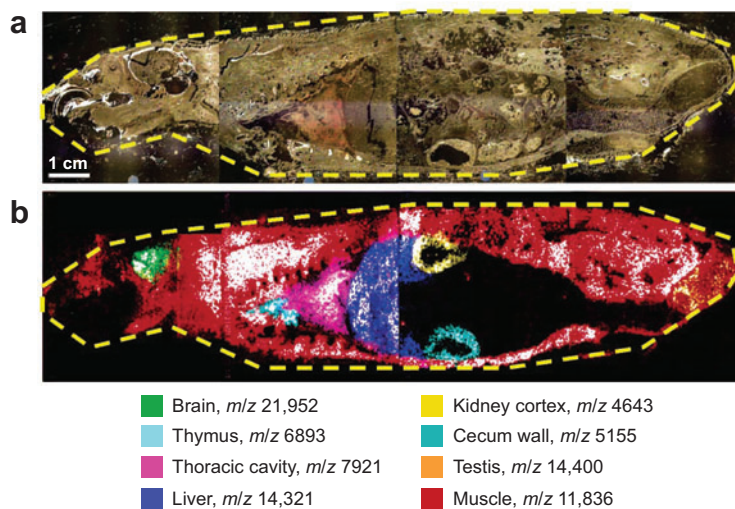 a
1 cm
b
Brain, m/z 21,952
Kidney cortex, m/z 4643
Thymus, m/z 6893
Cecum wall, m/z 5155
Thoracic cavity, m/z 7921
Testis, m/z 14,400
Liver, m/z 14,321
Muscle, m/z 11,836